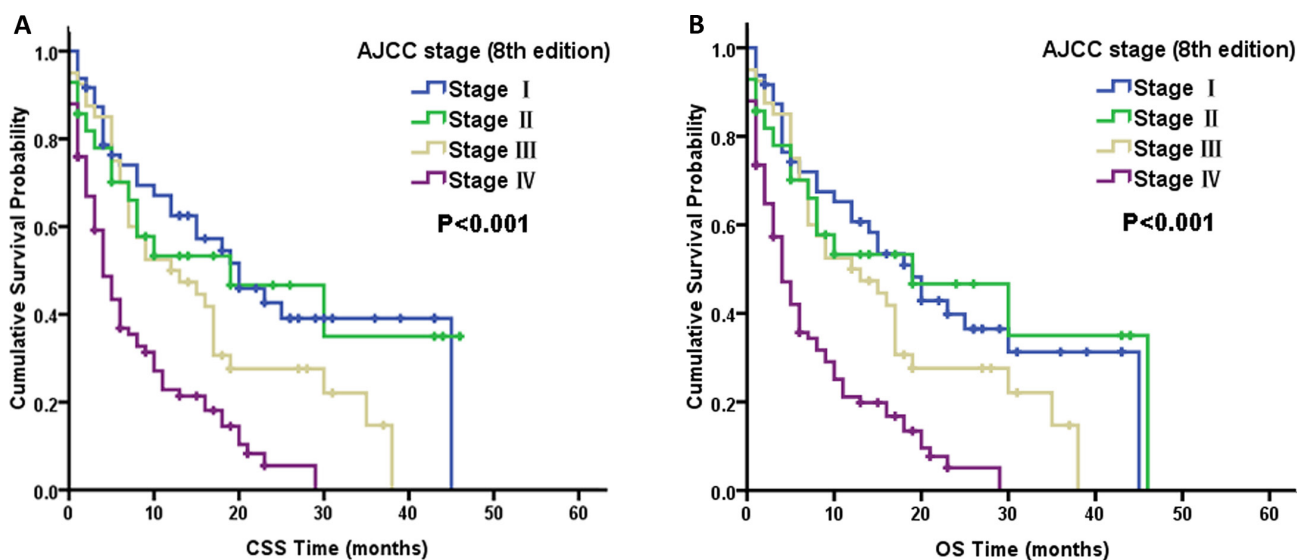 A
AJCC stage (8th edition)
Stage I
Stage II
Stage III
Stage IV
P<0.001
Cumulative Survival Probability
1.0
0.8
0.6
0.4
0.2
0.0
0 10 20 30 40 50 60
CSS Time (months)
B
AJCC stage (8th edition)
Stage I
Stage II
Stage III
Stage IV
P<0.001
Cumulative Survival Probability
1.0
0.8
0.6
0.4
0.2
0.0
0 10 20 30 40 50 60
OS Time (months)